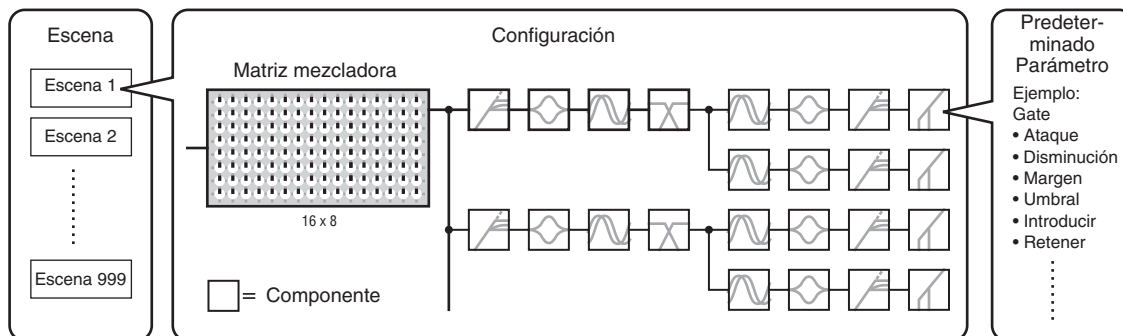 Escena
Escena 1
Escena 2
Escena 999
Configuración
Matriz mezcladora
16 x 8
= Componente
Predeter-
minado
Parámetro
Ejemplo:
Gate
• Ataque
• Disminución
• Margen
• Umbral
• Introducir
• Retener